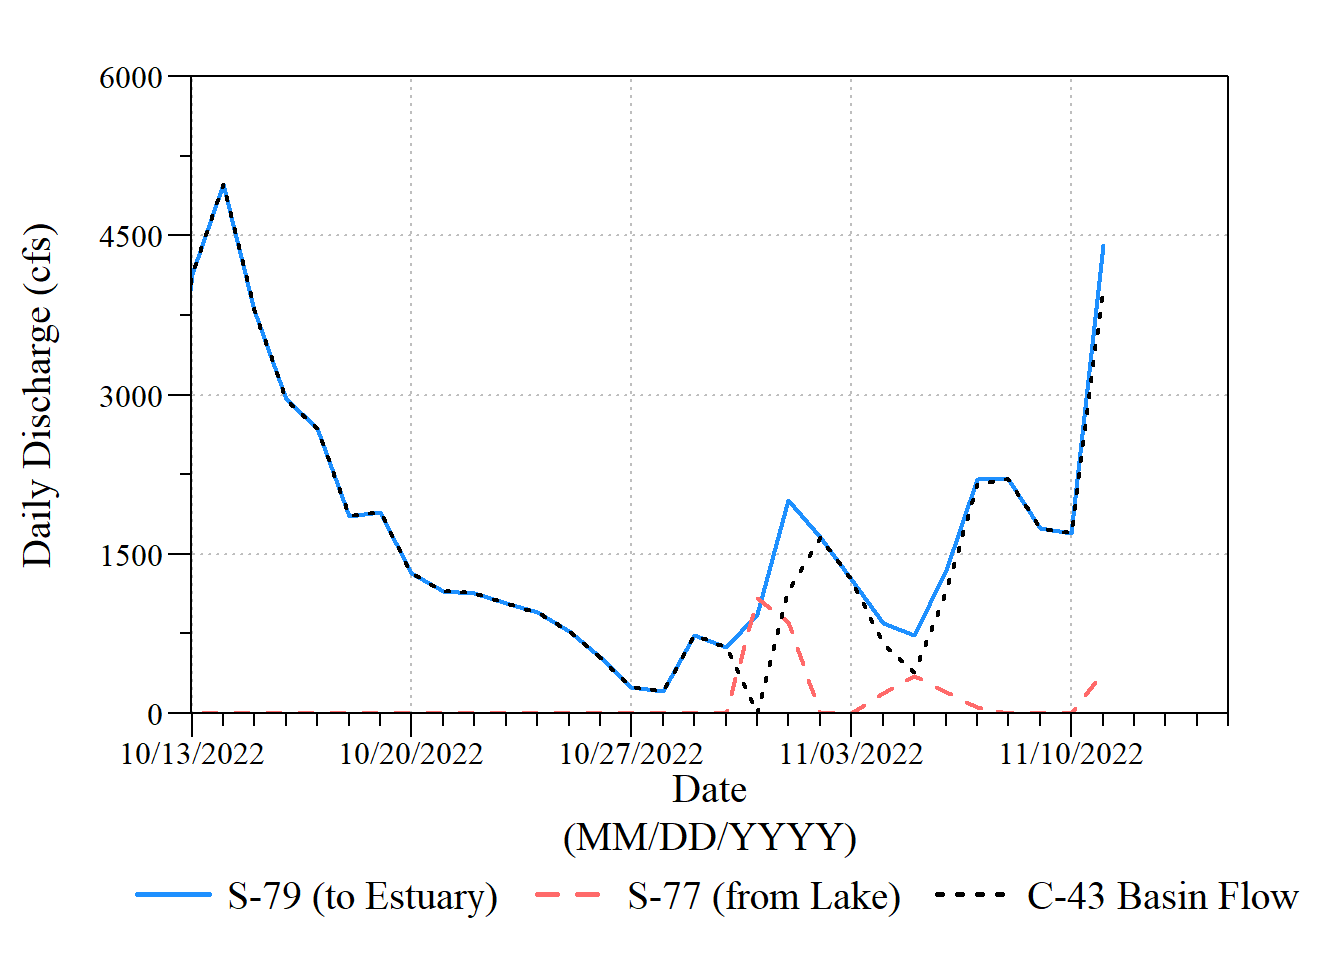 6000
4500
3000
1500
0
Daily Discharge (cfs)
10/13/2022 10/20/2022 10/27/2022 11/03/2022 11/10/2022
Date
(MM/DD/YYYY)
S-79 (to Estuary) S-77 (from Lake) C-43 Basin Flow